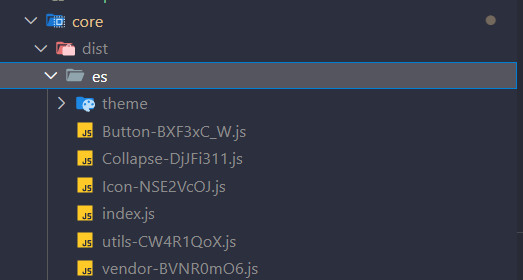 core
dist
es
theme
JS Button-BXF3xC_W.js
JS Collapse-DjJFi311.js
JS Icon-NSE2VcOJ.js
JS index.js
JS utils-CW4R1QoX.js
JS vendor-BVNR0mO6.js